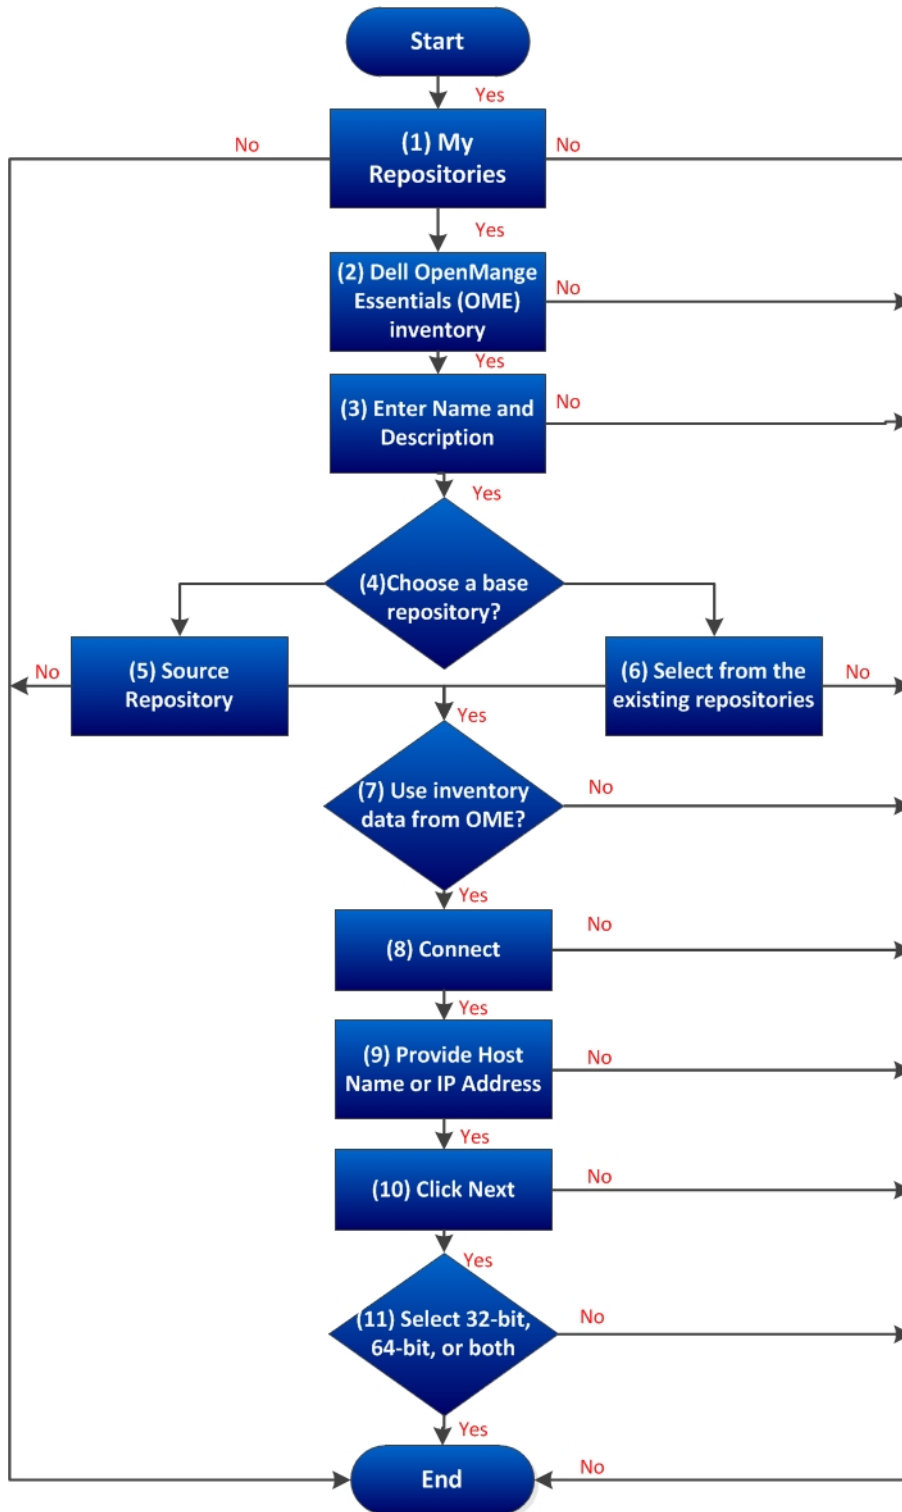 Start
Yes
No
(1) My
No
Repositories
Yes
(2) Dell OpenMange
No
Essentials (OME)
inventory
Yes
(3) Enter Name and
No
Description
Yes
(4)Choose a base
repository?
No
(5) Source
Repository
(6) Select from the
existing repositories
No
Yes
(7) Use inventory
data from OME?
No
Yes
(8) Connect
No
Yes
(9) Provide Host
Name or IP Address
No
Yes
(10) Click Next
No
Yes
(11) Select 32-bit,
64-bit, or both
No
Yes
End
No